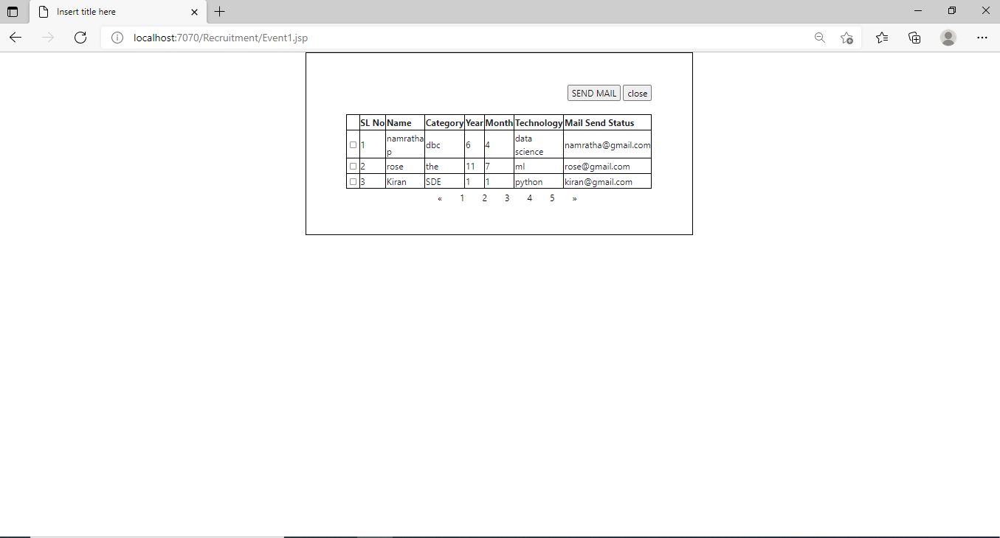 Insert title here
localhost:7070/Recruitment/Event1.jsp
SEND MAIL close
SL No Name Category Year Month Technology Mail Send Status
1 namratha p dbc 6 4 data science namratha@gmail.com
2 rose the 11 7 ml rose@gmail.com
3 Kiran SDE 1 1 python kiran@gmail.com
« 1 2 3 4 5 »